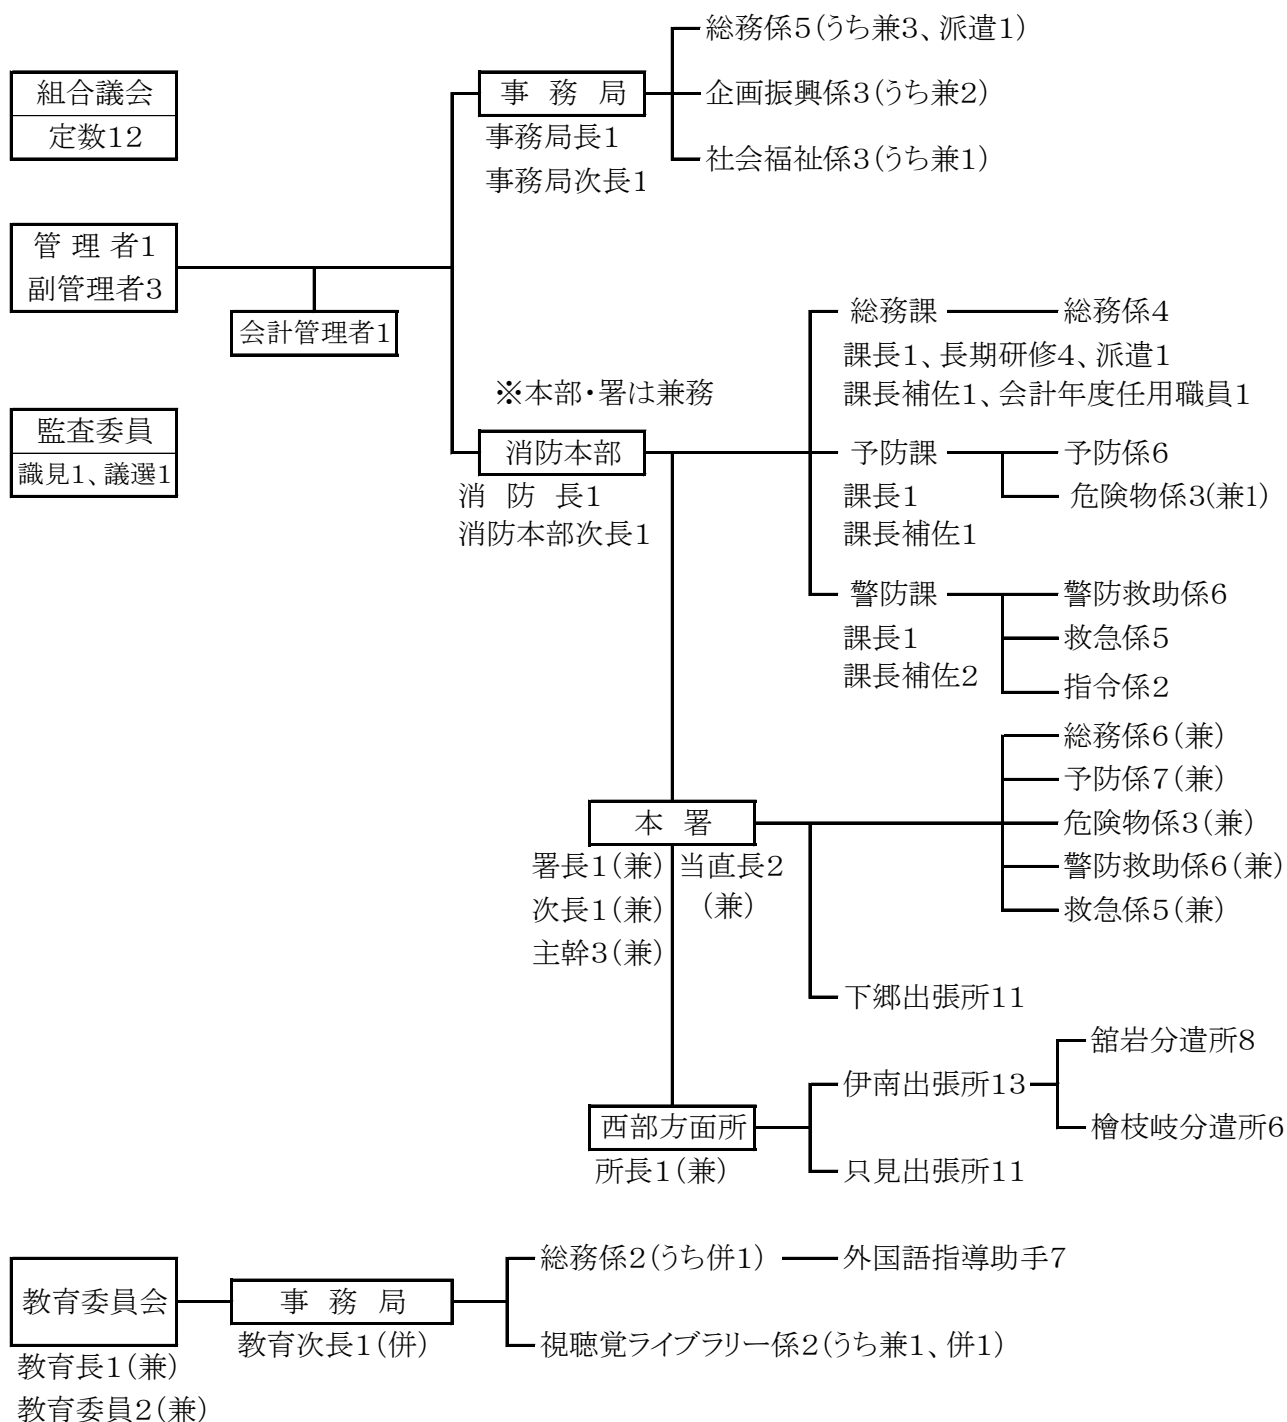 総務係5(うち兼3、派遣1)
組合議会
定数12
事 務 局
企画振興係3(うち兼2)
事務局長1
事務局次長1
社会福祉係3(うち兼1)
管 理 者1
副管理者3
会計管理者1
総務課
総務係4
課長1、長期研修4、派遣1
課長補佐1、会計年度任用職員1
※本部・署は兼務
監査委員
識見1、議選1
消防本部
消 防 長1
消防本部次長1
予防課
予防係6
課長1
危険物係3(兼1)
課長補佐1
警防課
警防救助係6
課長1
救急係5
課長補佐2
指令係2
総務係6(兼)
予防係7(兼)
本 署
危険物係3(兼)
署長1(兼)
当直長2
(兼)
警防救助係6(兼)
次長1(兼)
救急係5(兼)
主幹3(兼)
下郷出張所11
舘岩分遣所8
伊南出張所13
西部方面所
檜枝岐分遣所6
所長1(兼)
只見出張所11
総務係2(うち併1)
外国語指導助手7
教育委員会
事 務 局
教育次長1(併)
視聴覚ライブラリー係2(うち兼1、併1)
教育長1(兼)
教育委員2(兼)